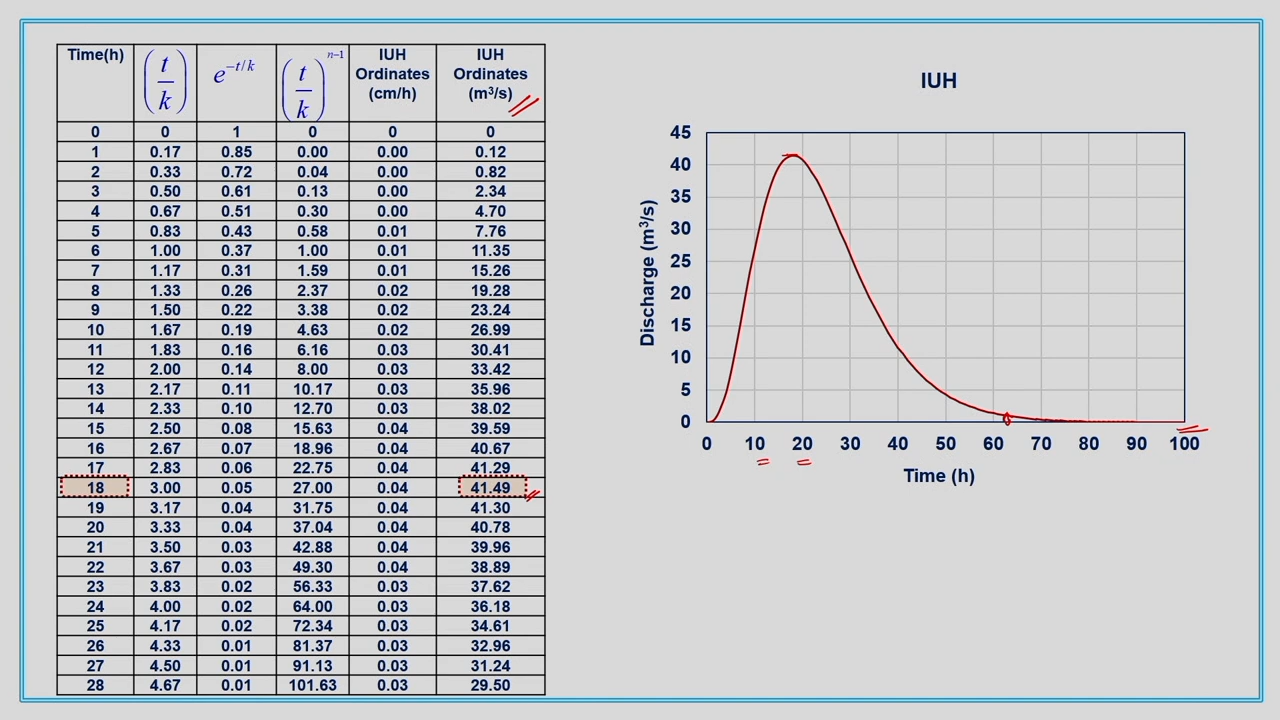 Time(h) (t/k) e^{-t/k} (t/k)^{n-1} IUH Ordinates (cm/h) IUH Ordinates (m³/s)
0 0 1 0 0 0
1 0.17 0.85 0.00 0.00 0.12
2 0.33 0.72 0.04 0.00 0.82
3 0.50 0.61 0.13 0.00 2.34
4 0.67 0.51 0.30 0.00 4.70
5 0.83 0.43 0.58 0.01 7.76
6 1.00 0.37 1.00 0.01 11.35
7 1.17 0.31 1.59 0.01 15.26
8 1.33 0.26 2.37 0.02 19.28
9 1.50 0.22 3.38 0.02 23.24
10 1.67 0.19 4.63 0.02 26.99
11 1.83 0.16 6.16 0.03 30.41
12 2.00 0.14 8.00 0.03 33.42
13 2.17 0.11 10.17 0.03 35.96
14 2.33 0.10 12.70 0.03 38.02
15 2.50 0.08 15.63 0.04 39.59
16 2.67 0.07 18.96 0.04 40.67
17 2.83 0.06 22.75 0.04 41.29
18 3.00 0.05 27.00 0.04 41.49
19 3.17 0.04 31.75 0.04 41.30
20 3.33 0.04 37.04 0.04 40.78
21 3.50 0.03 42.88 0.04 39.96
22 3.67 0.03 49.30 0.04 38.89
23 3.83 0.02 56.33 0.03 37.62
24 4.00 0.02 64.00 0.03 36.18
25 4.17 0.02 72.34 0.03 34.61
26 4.33 0.01 81.37 0.03 32.96
27 4.50 0.01 91.13 0.03 31.24
28 4.67 0.01 101.63 0.03 29.50
IUH
Discharge (m³/s)
45
40
35
30
25
20
15
10
5
0
0 10 20 30 40 50 60 70 80 90 100
Time (h)